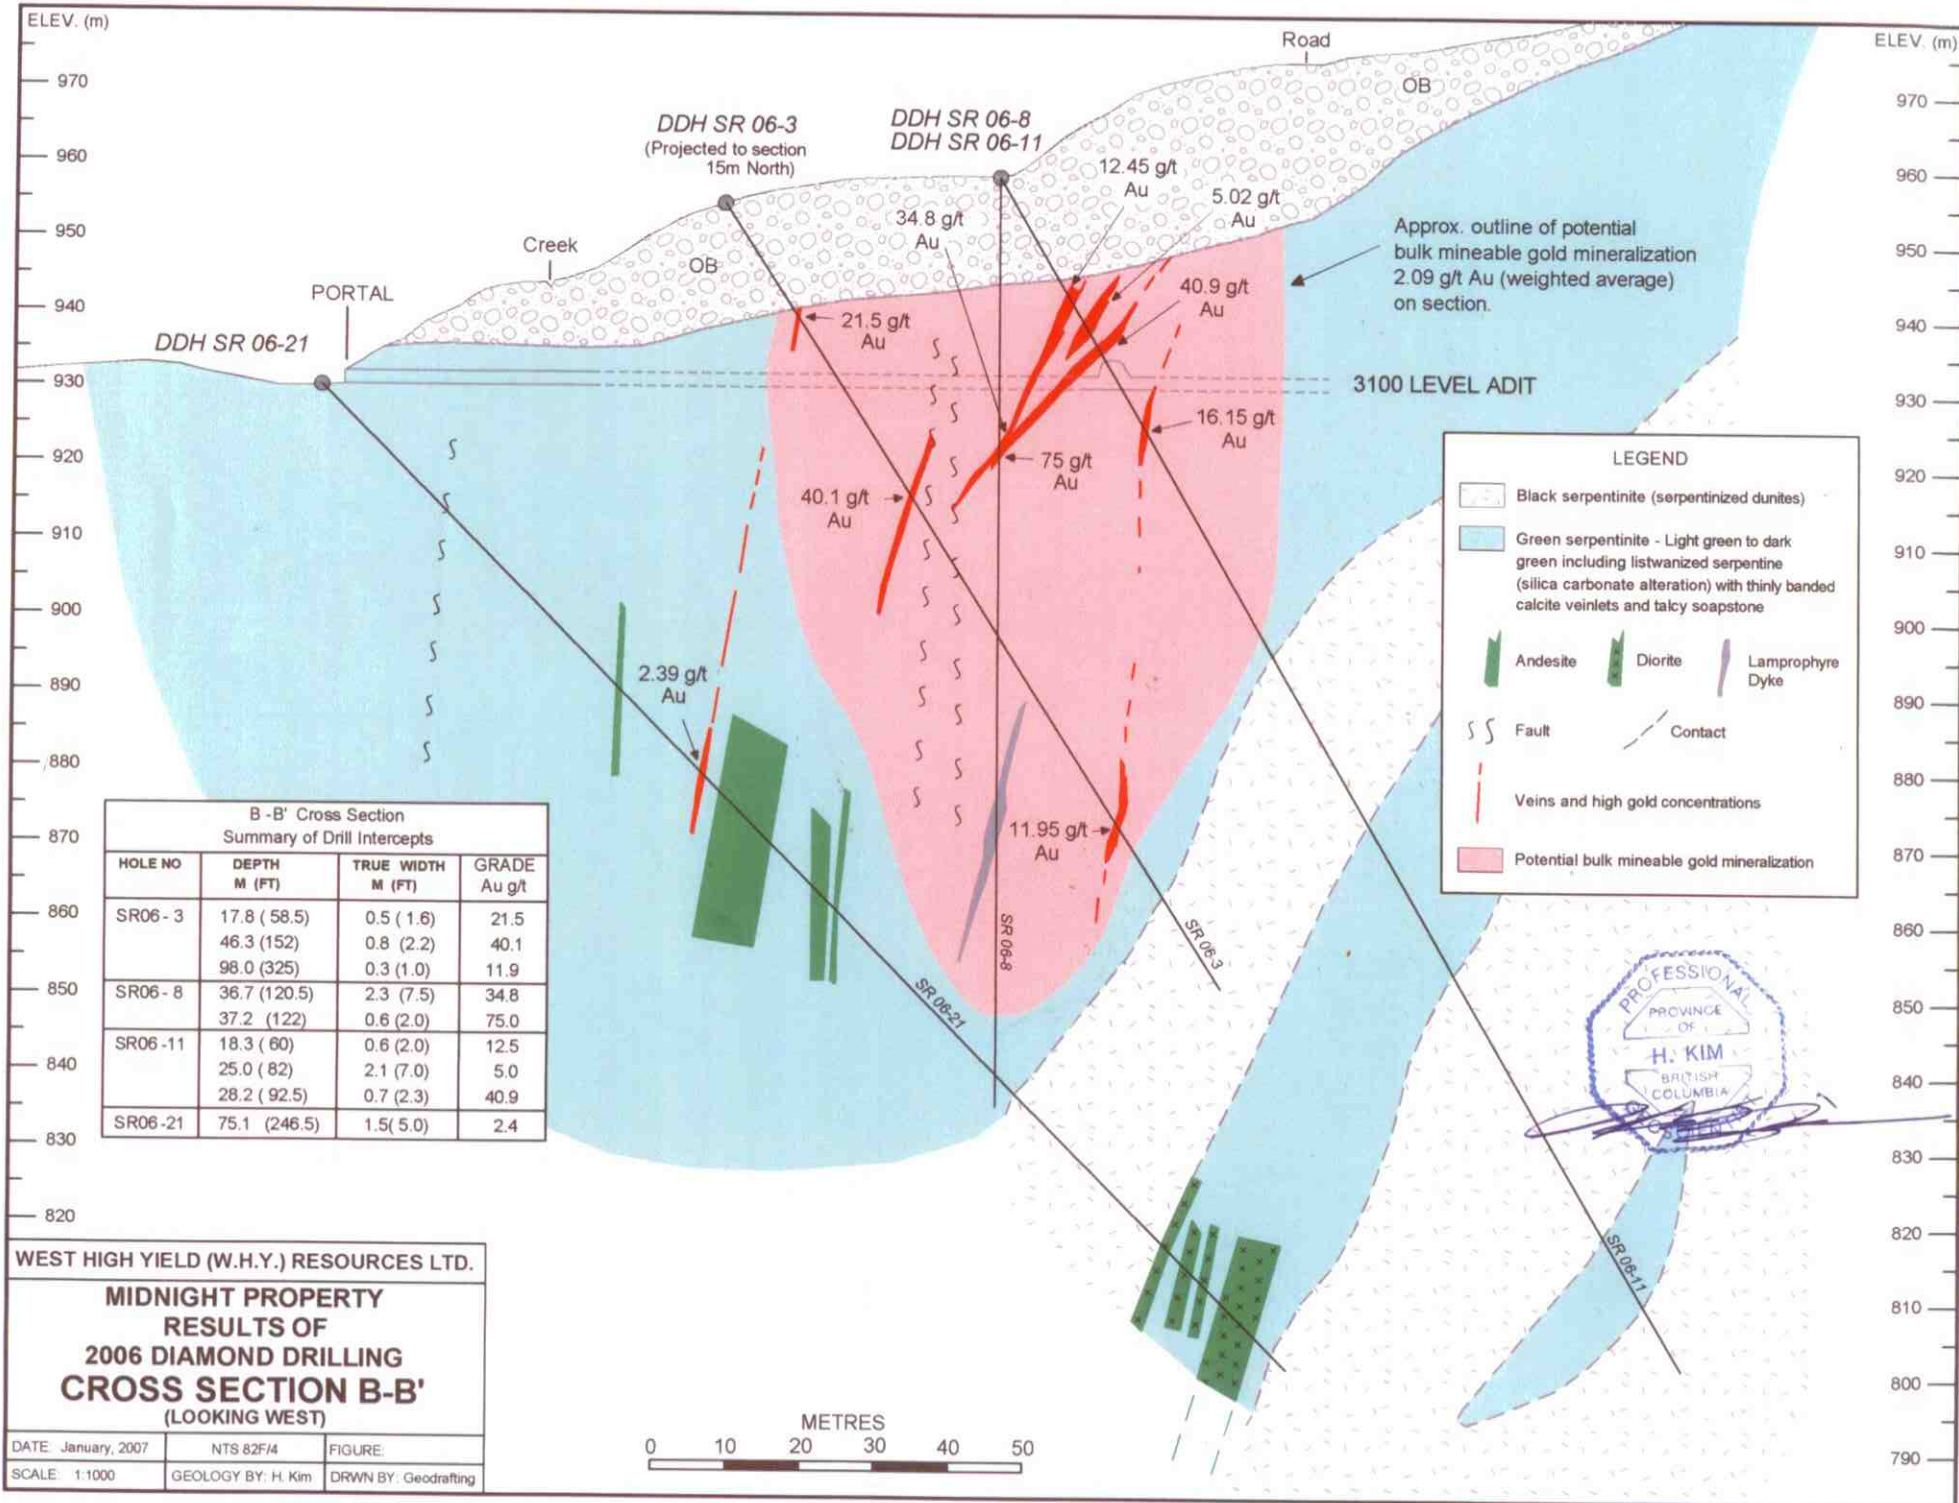 ELEV. (m)
970
960
950
940
930
920
910
900
890
880
870
860
850
840
830
820
ELEV. (m)
970
960
950
940
930
920
910
900
890
880
870
860
850
840
830
820
810
800
790
Road
OB
DDH SR 06-3
(Projected to section
15m North)
DDH SR 06-8
DDH SR 06-11
12.45 g/t
Au
5.02 g/t
Au
34.8 g/t
Au
40.9 g/t
Au
Approx. outline of potential
bulk mineable gold mineralization
2.09 g/t Au (weighted average)
on section.
Creek
OB
PORTAL
DDH SR 06-21
21.5 g/t
Au
3100 LEVEL ADIT
16.15 g/t
Au
75 g/t
Au
40.1 g/t
Au
2.39 g/t
Au
11.95 g/t
Au
SR 06-8
SR 06-3
SR 06-21
SR 06-11
LEGEND
Black serpentinite (serpentinized dunites)
Green serpentinite - Light green to dark
green including listwanized serpentine
(silica carbonate alteration) with thinly banded
calcite veinlets and talcy soapstone
Andesite
Diorite
Lamprophyre
Dyke
Fault
Contact
Veins and high gold concentrations
Potential bulk mineable gold mineralization
B -B' Cross Section
Summary of Drill Intercepts
HOLE NO DEPTH M (FT) TRUE WIDTH M (FT) GRADE Au g/t
SR06 - 3 17.8 ( 58.5) 0.5 ( 1.6) 21.5
46.3 (152) 0.8 (2.2) 40.1
98.0 (325) 0.3 (1.0) 11.9
SR06 - 8 36.7 (120.5) 2.3 (7.5) 34.8
37.2 (122) 0.6 (2.0) 75.0
SR06 -11 18.3 ( 60) 0.6 (2.0) 12.5
25.0 ( 82) 2.1 (7.0) 5.0
28.2 ( 92.5) 0.7 (2.3) 40.9
SR06 -21 75.1 (246.5) 1.5( 5.0) 2.4
PROFESSIONAL
PROVINCE
OF
H. KIM
BRITISH
COLUMBIA
WEST HIGH YIELD (W.H.Y.) RESOURCES LTD.
MIDNIGHT PROPERTY
RESULTS OF
2006 DIAMOND DRILLING
CROSS SECTION B-B'
(LOOKING WEST)
DATE: January, 2007 NTS 82F/4 FIGURE:
SCALE: 1:1000 GEOLOGY BY: H. Kim DRWN BY: Geodrafting
METRES
0 10 20 30 40 50